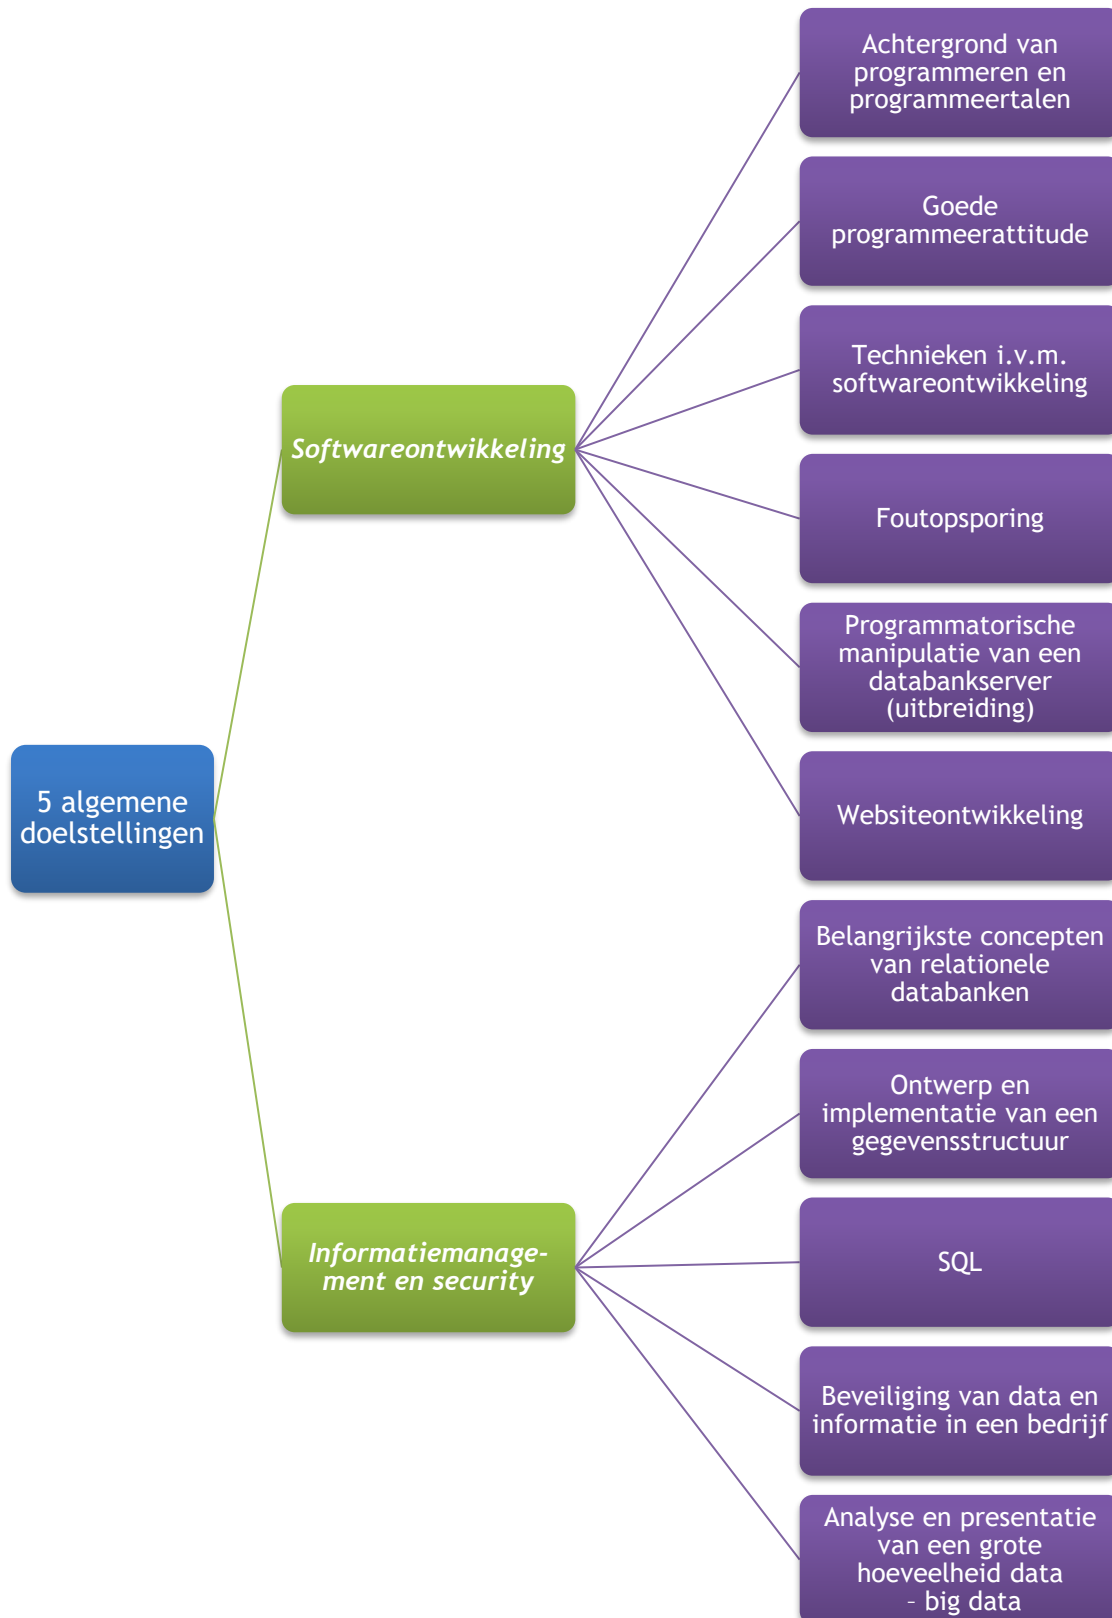 5 algemene
doelstellingen
Softwareontwikkeling
Achtergrond van
programmeren en
programmeertalen
Goede
programmeerattitude
Technieken i.v.m.
softwareontwikkeling
Foutopsporing
Programmatorische
manipulatie van een
databankserver
(uitbreiding)
Websiteontwikkeling
Informatiemanage-
ment en security
Belangrijkste concepten
van relationele
databanken
Ontwerp en
implementatie van een
gegevensstructuur
SQL
Beveiliging van data en
informatie in een bedrijf
Analyse en presentatie
van een grote
hoeveelheid data
– big data